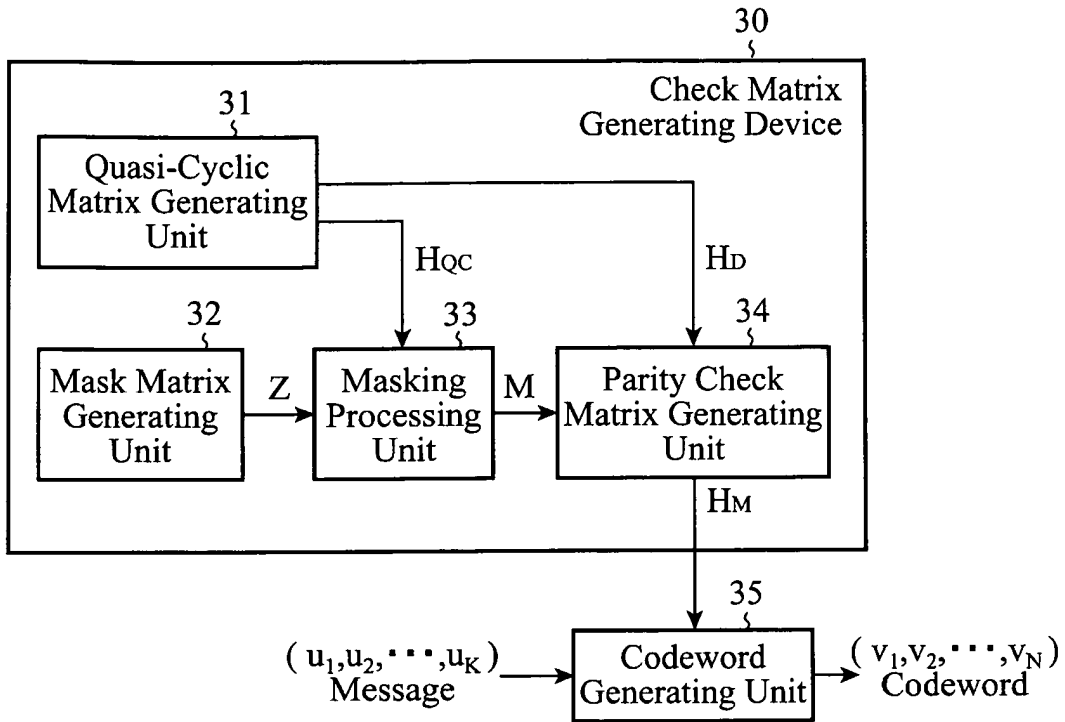 30
Check Matrix
Generating Device
31
Quasi-Cyclic
Matrix Generating
Unit
HQC
HD
32
Mask Matrix
Generating
Unit
Z
33
Masking
Processing
Unit
M
34
Parity Check
Matrix Generating
Unit
HM
35
Codeword
Generating Unit
(u1,u2,･･･,uK)
Message
(v1,v2,･･･,vN)
Codeword